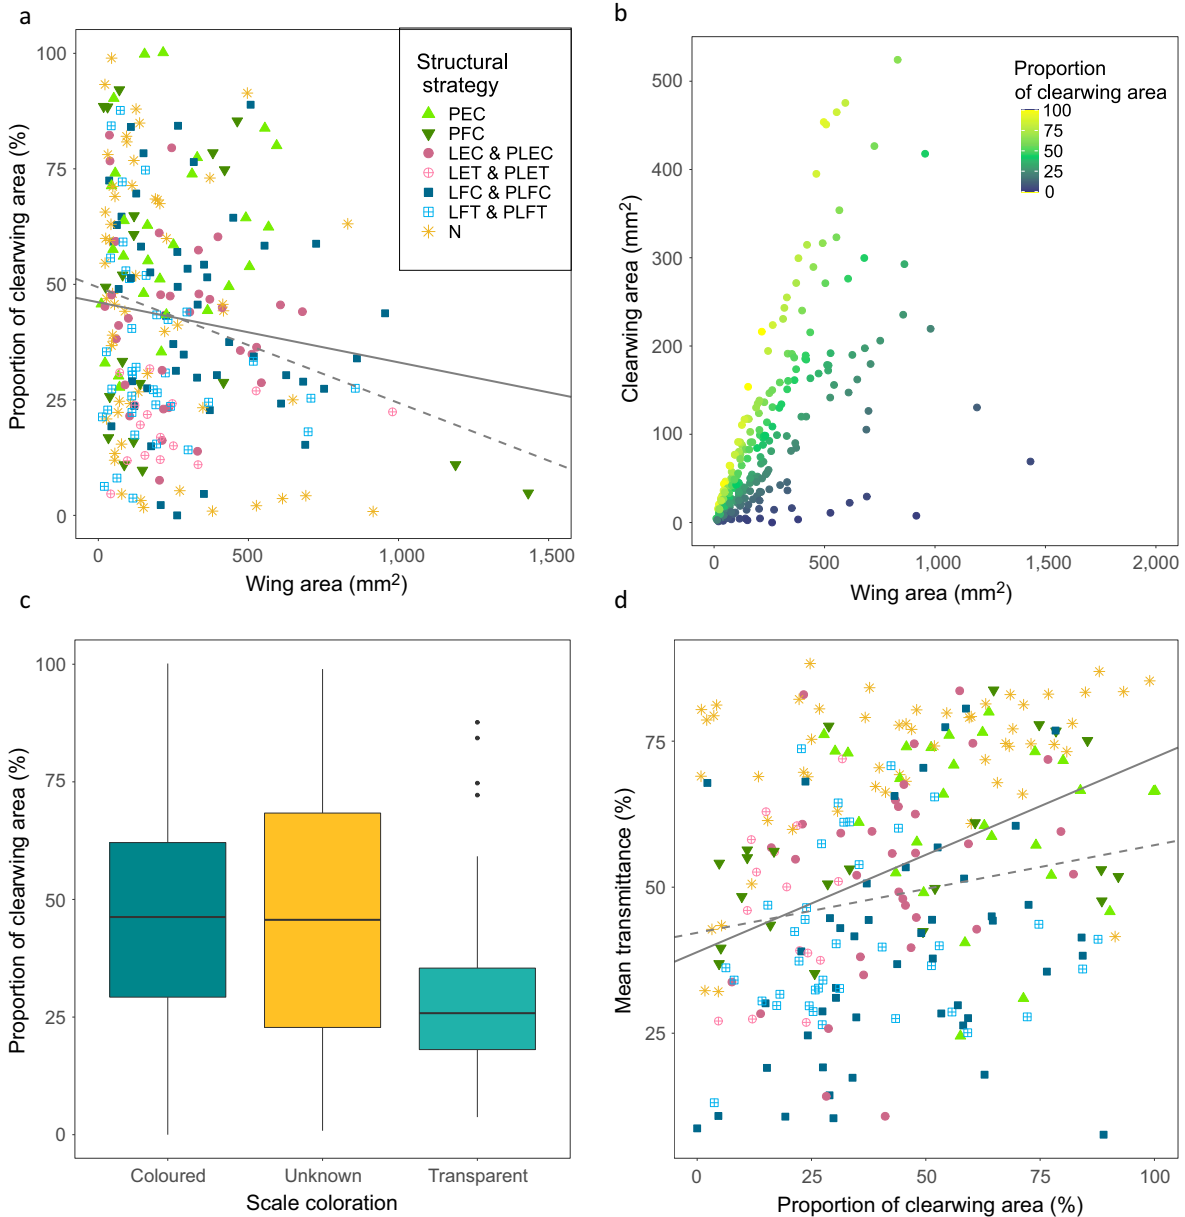 a
Proportion of clearwing area (%)
100
75
50
25
0
0
500
1,000
1,500
Wing area (mm2)
Structural
strategy
PEC
PFC
LEC & PLEC
LET & PLET
LFC & PLFC
LFT & PLFT
N
b
Clearwing area (mm2)
500
400
300
200
100
0
0
500
1,000
1,500
2,000
Wing area (mm2)
Proportion
of clearwing area
100
75
50
25
0
c
Proportion of clearwing area (%)
100
75
50
25
0
Coloured
Unknown
Transparent
Scale coloration
d
Mean transmittance (%)
75
50
25
0
25
50
75
100
Proportion of clearwing area (%)